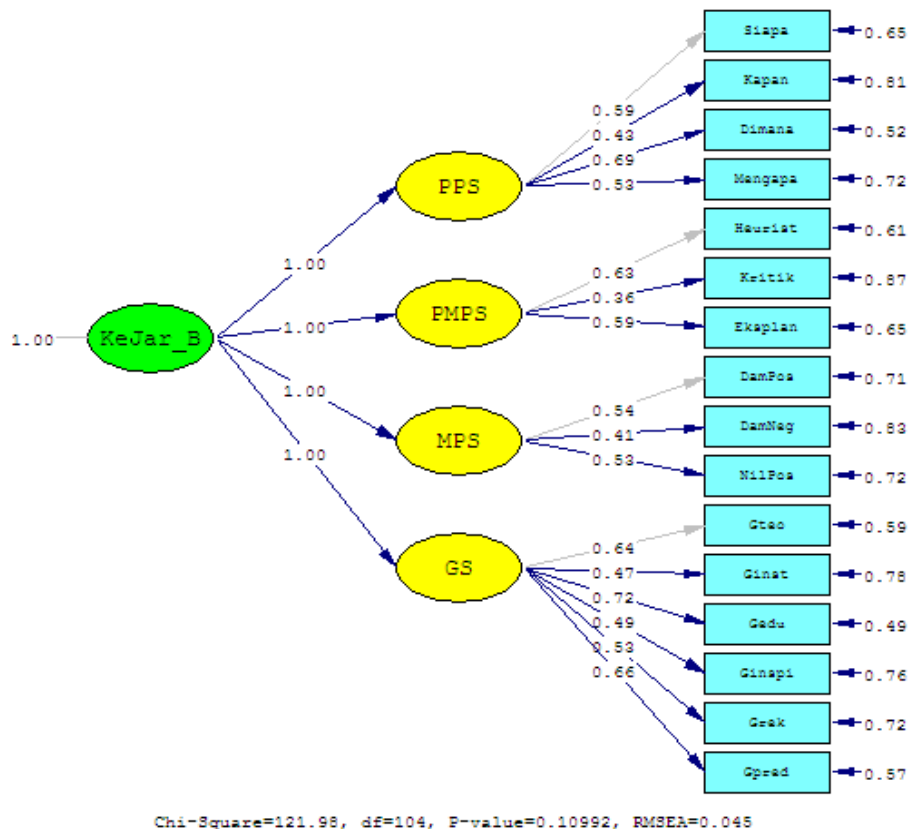 Siapa 0.65
Kapan 0.81
0.59
0.43
Dimana 0.52
0.69
PPS
0.53
Mengapa 0.72
Heurist 0.61
1.00
0.63
Kritik 0.87
0.36
PMPS
1.00
0.59
Eksplan 0.65
1.00 KeJar_B
DamPos 0.71
1.00
0.54
DamNeg 0.83
0.41
MPS
0.53
1.00
NilPos 0.72
Gteo 0.59
0.64
GS
0.47
Ginst 0.78
0.72
0.49
Gedu 0.49
0.53
0.66
Ginspi 0.76
Grek 0.72
Gpred 0.57
Chi-Square=121.98, df=104, P-value=0.10992, RMSEA=0.045